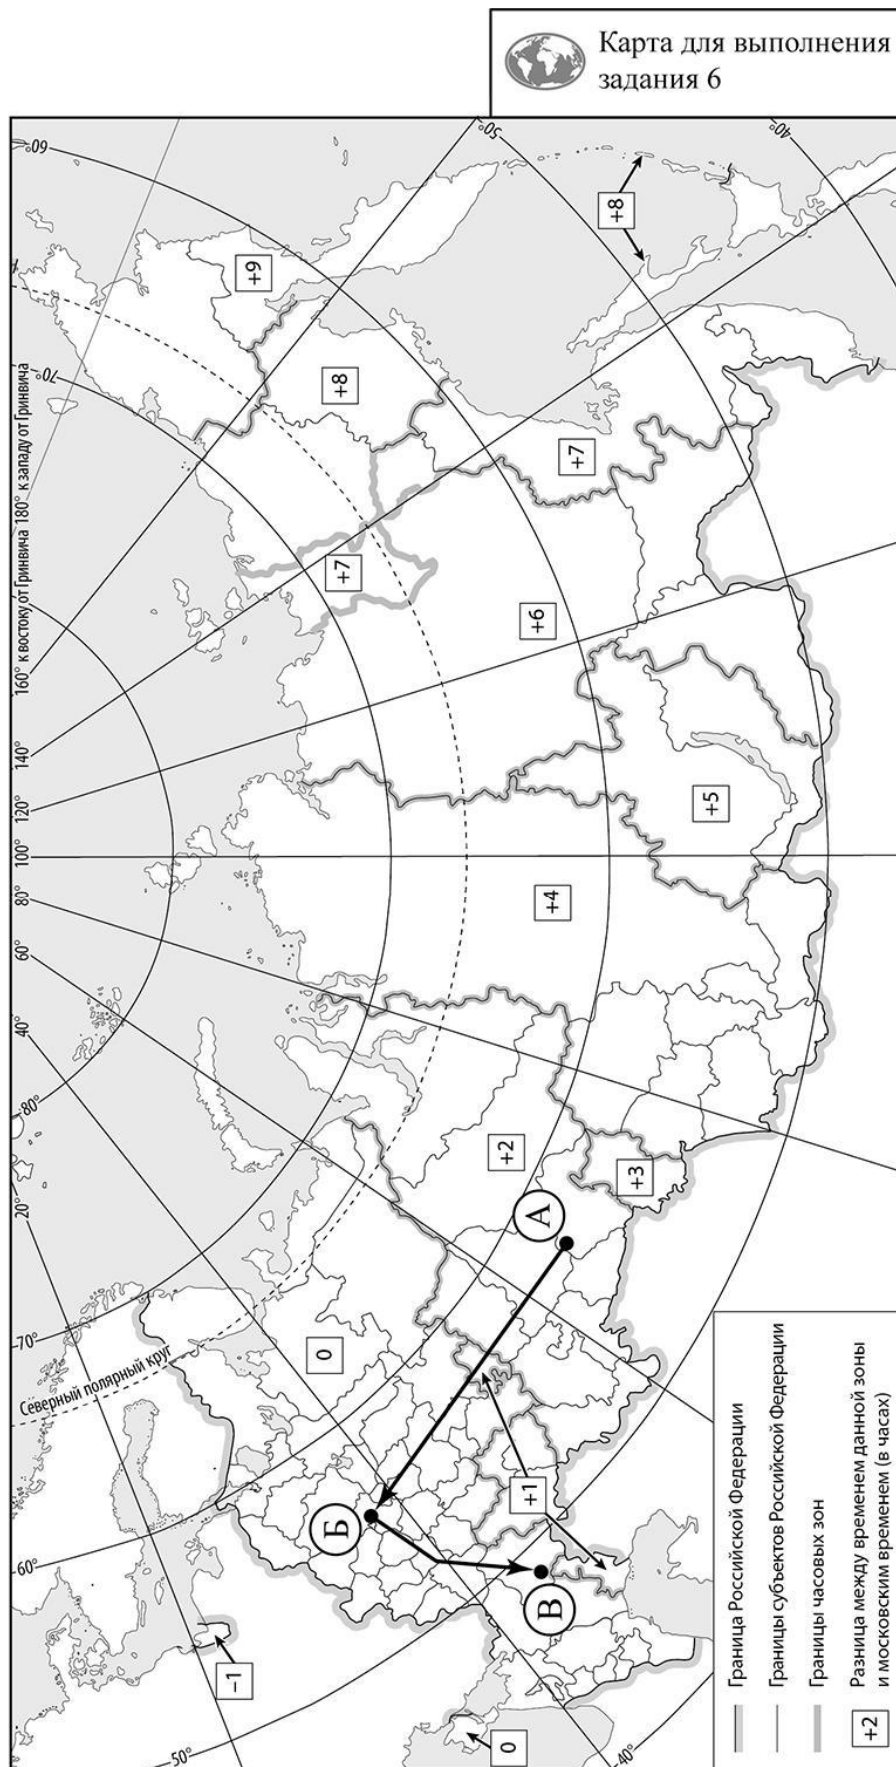 Карта для выполнения
задания 6
180° к западу от Гринвича
к востоку от Гринвича
160°
140°
120°
100°
80°
60°
40°
20°
80°
70°
60°
50°
40°
70°
60°
50°
40°
Северный полярный круг
+9
+8
+8
+7
+7
+6
+5
+4
+3
+2
+1
0
0
−1
А
Б
В
Граница Российской Федерации
Границы субъектов Российской Федерации
Границы часовых зон
+2
Разница между временем данной зоны
и московским временем (в часах)